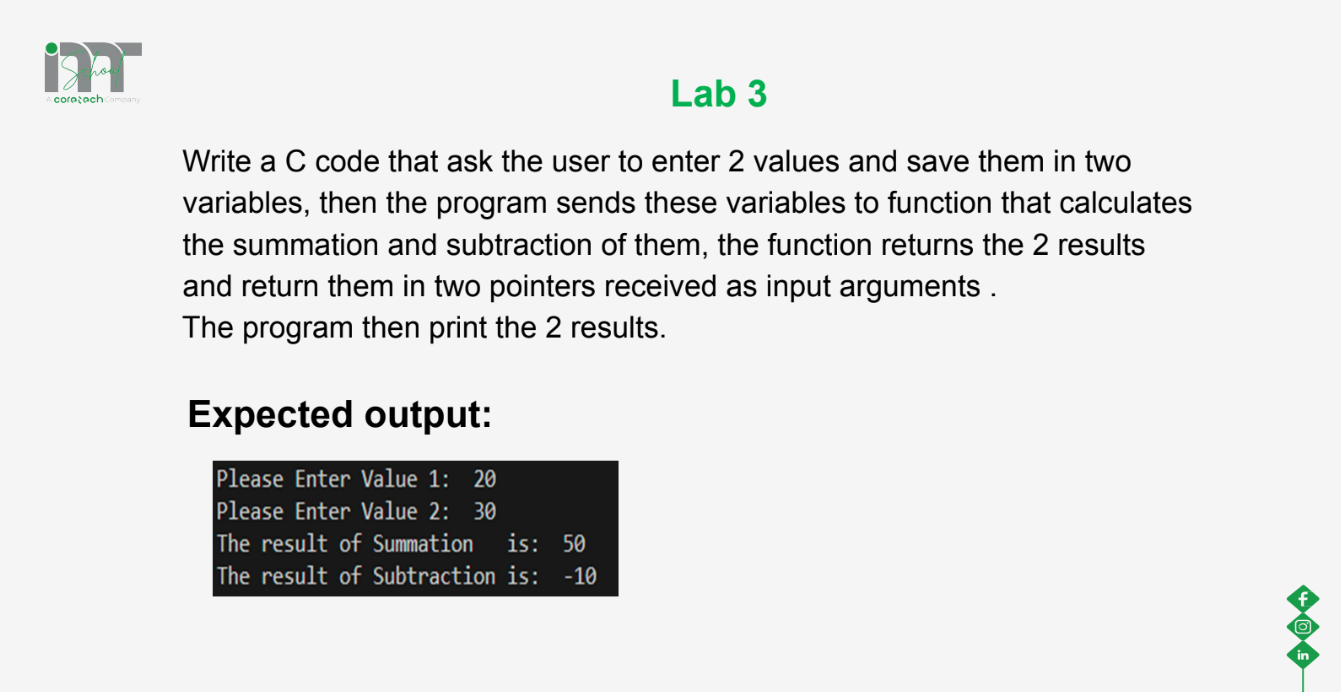 imt
School
A coretech Company
Lab 3
Write a C code that ask the user to enter 2 values and save them in two
variables, then the program sends these variables to function that calculates
the summation and subtraction of them, the function returns the 2 results
and return them in two pointers received as input arguments .
The program then print the 2 results.
Expected output:
Please Enter Value 1:  20
Please Enter Value 2:  30
The result of Summation   is:  50
The result of Subtraction is:  -10